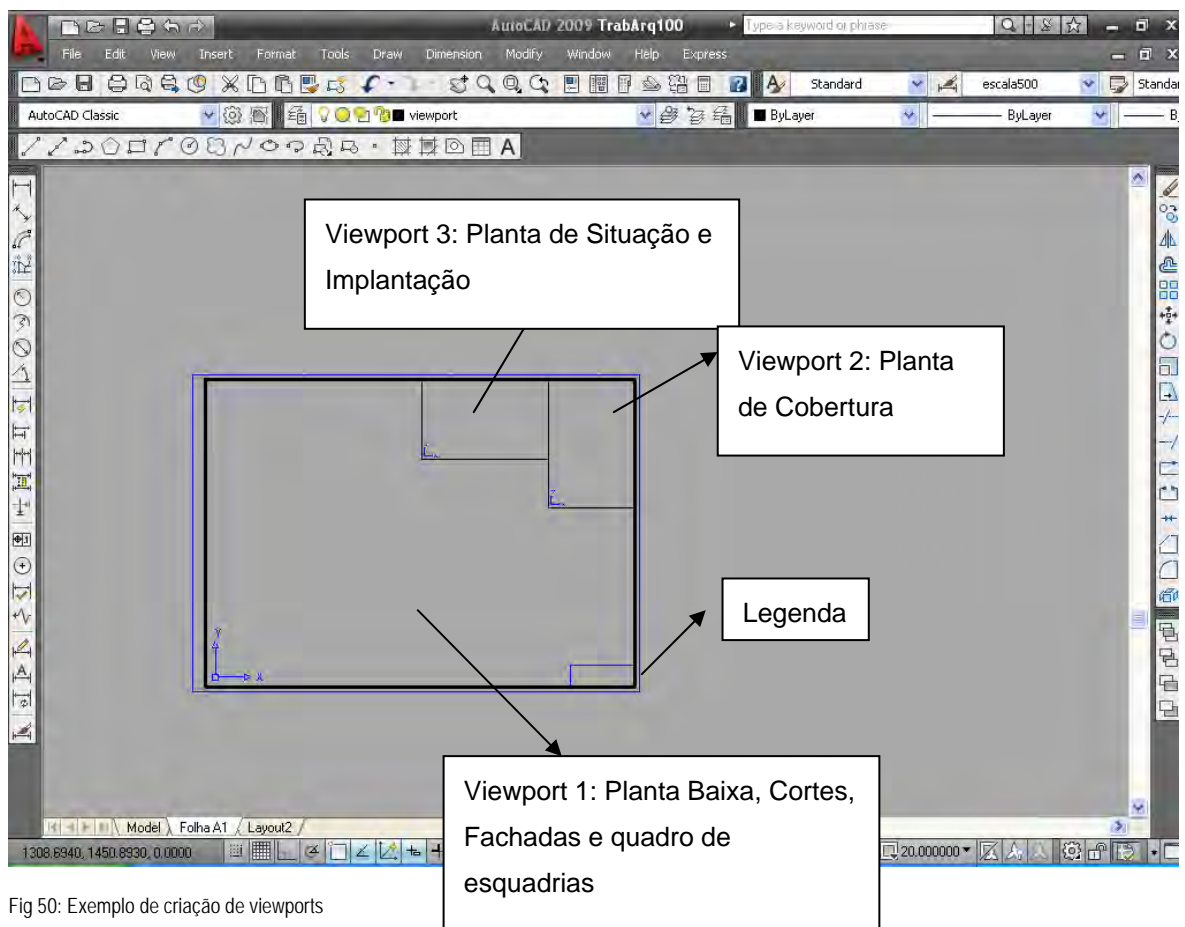 AutoCAD 2009 TrabArq100
Type a keyword or phrase
File Edit View Insert Format Tools Draw Dimension Modify Window Help Express
Standard escala500 Standar
AutoCAD Classic viewport ByLayer ByLayer B
A
Viewport 3: Planta de Situação e
Implantação
Viewport 2: Planta
de Cobertura
Legenda
Y
X
Viewport 1: Planta Baixa, Cortes,
Fachadas e quadro de
esquadrias
Model Folha A1 Layout2
1308.6940, 1450.8930, 0.0000 20.000000
Fig 50: Exemplo de criação de viewports